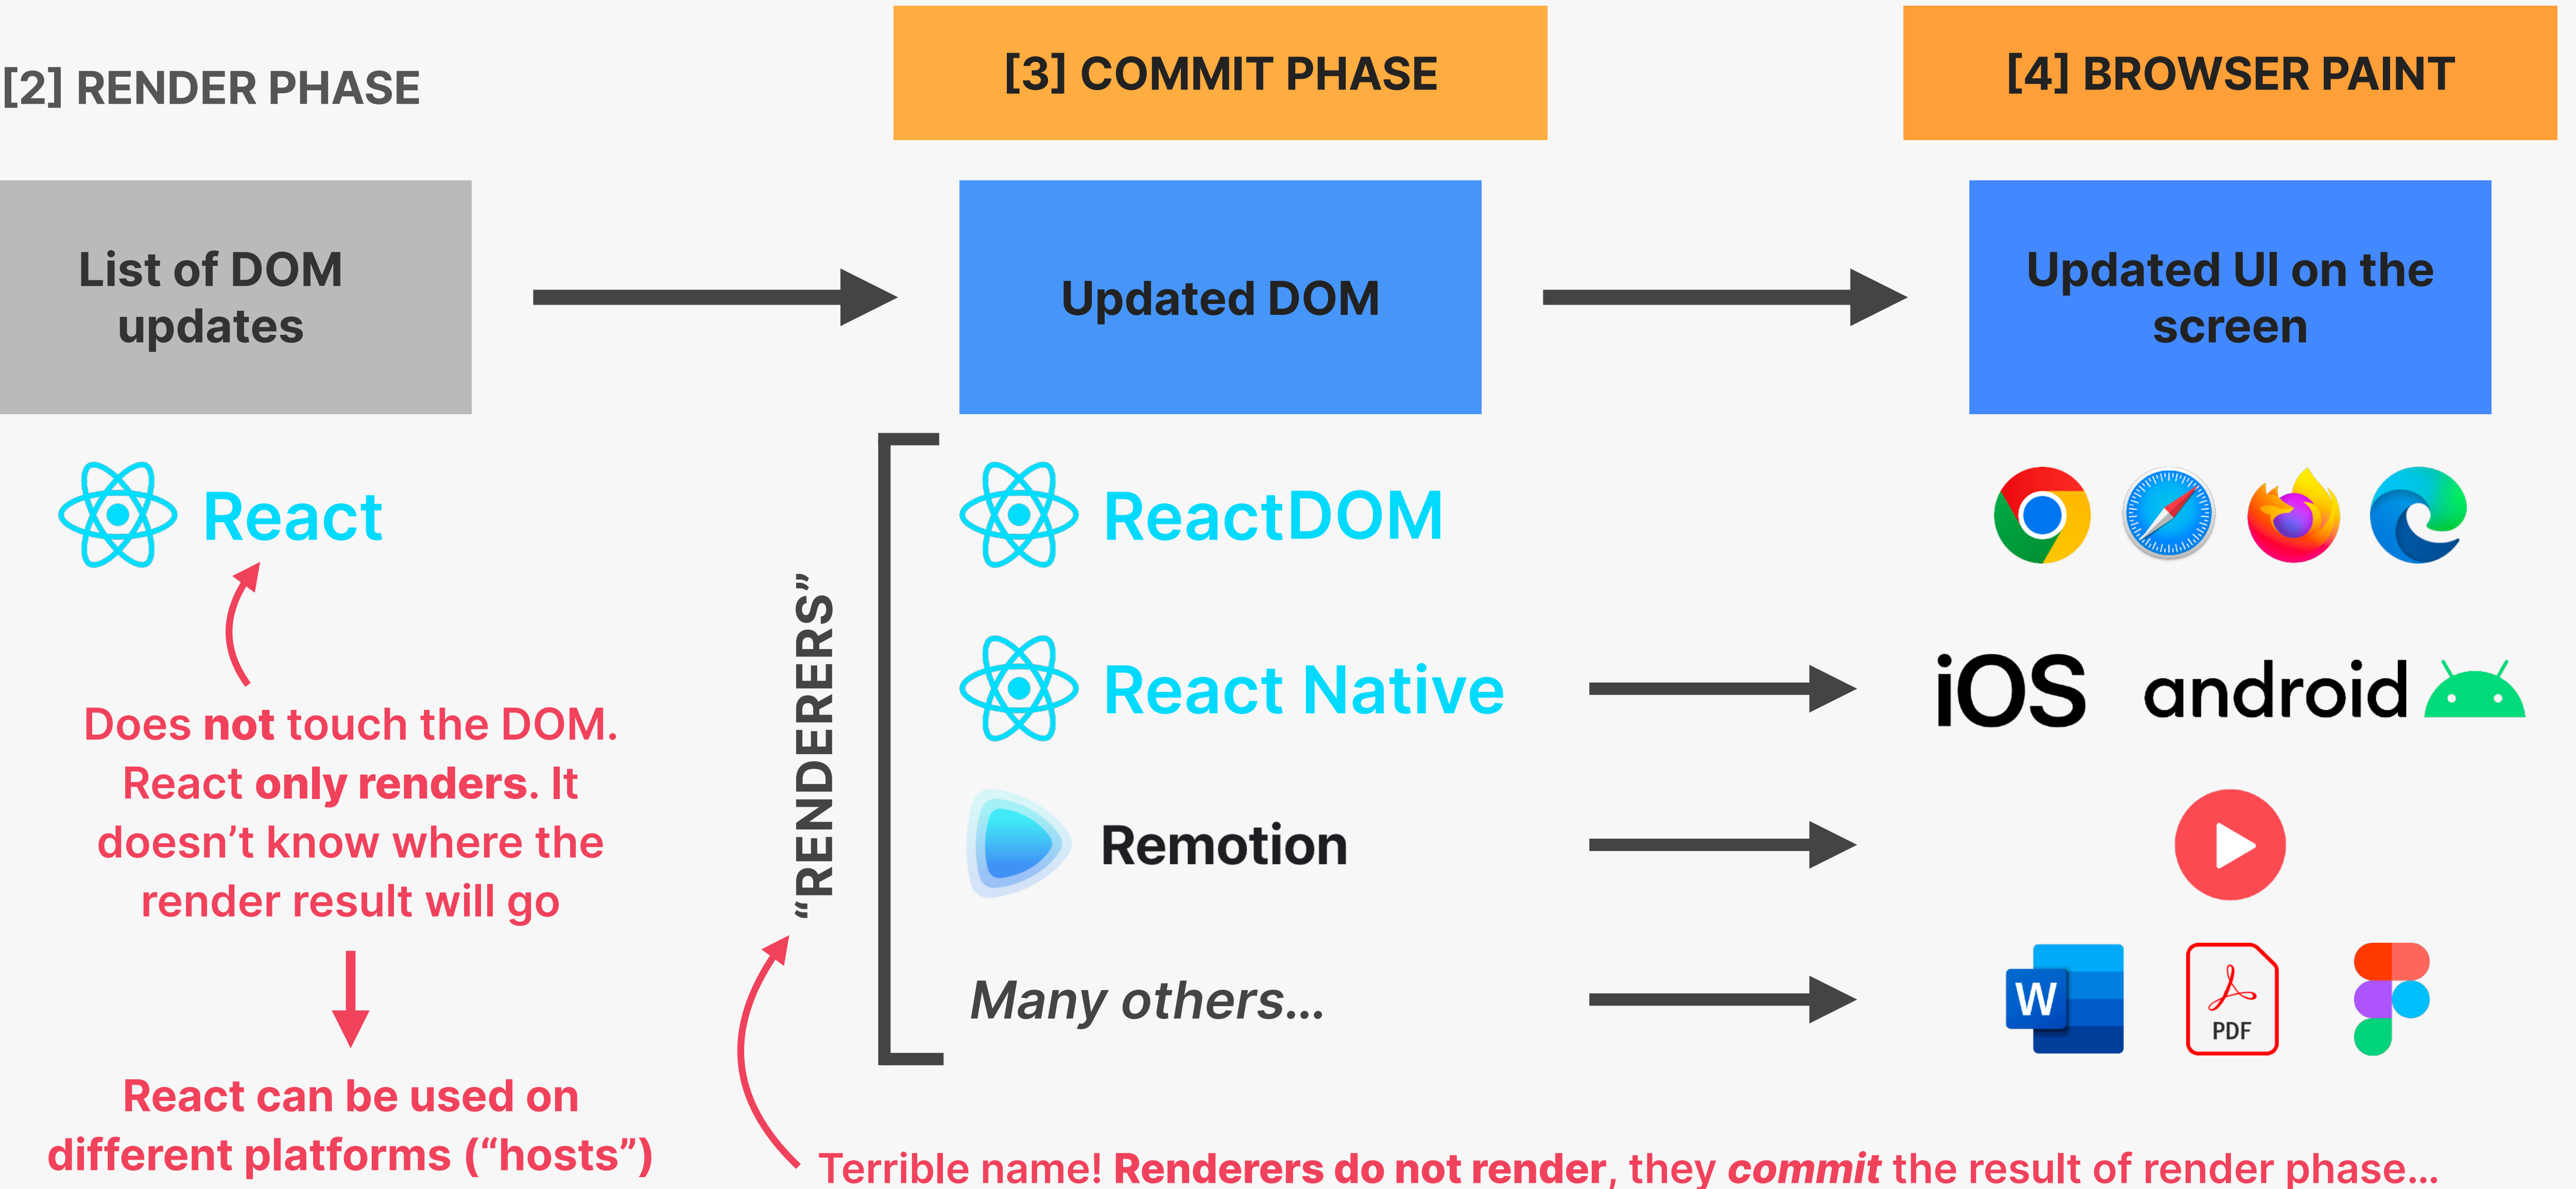 [2] RENDER PHASE
[3] COMMIT PHASE
[4] BROWSER PAINT
List of DOM
updates
Updated DOM
Updated UI on the
screen
React
ReactDOM
Does not touch the DOM.
React only renders. It
doesn’t know where the
render result will go
React can be used on
different platforms (“hosts”)
“RENDERERS”
React Native
iOS
android
Remotion
Many others…
W
PDF
Terrible name! Renderers do not render, they commit the result of render phase…